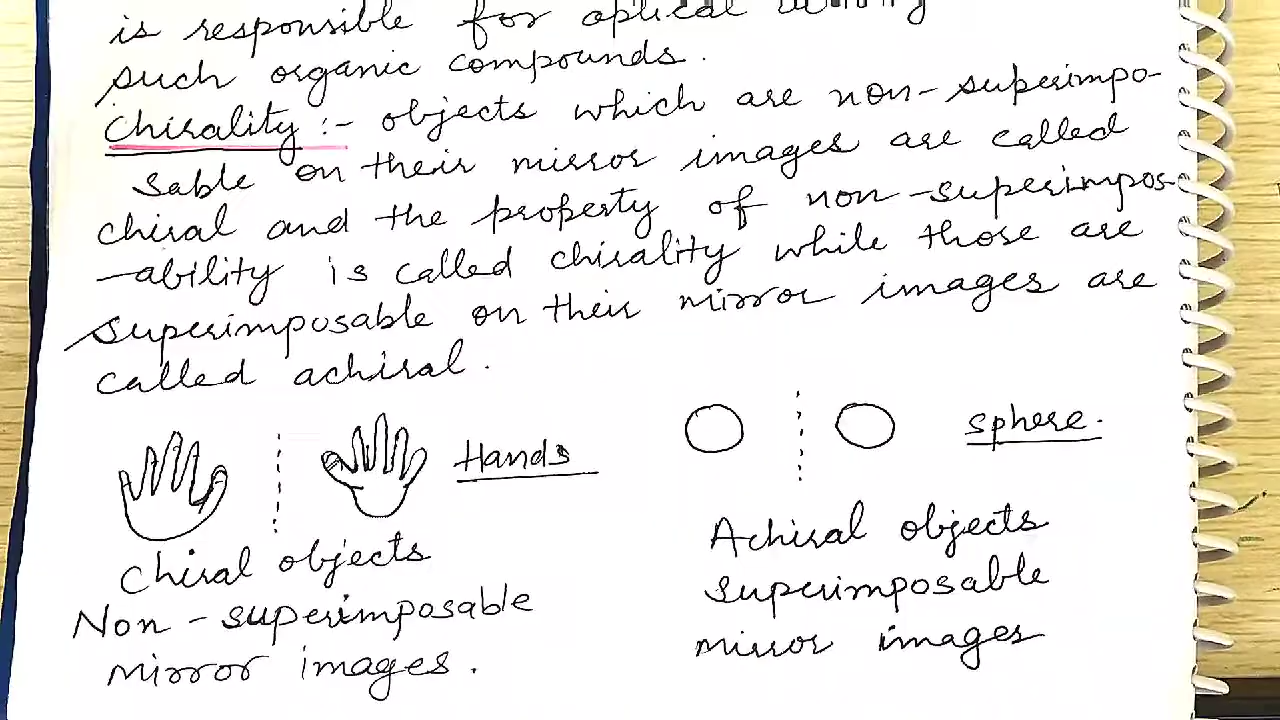 is responsible for optical
such organic compounds.
Chirality :- objects which are non-superimpo-
sable on their mirror images are called
chiral and the property of non-superimpos-
-ability is called chirality while those are
superimposable on their mirror images are
called achiral.
Hands
sphere.
Chiral objects
Non-superimposable
mirror images.
Achiral objects
superimposable
mirror images